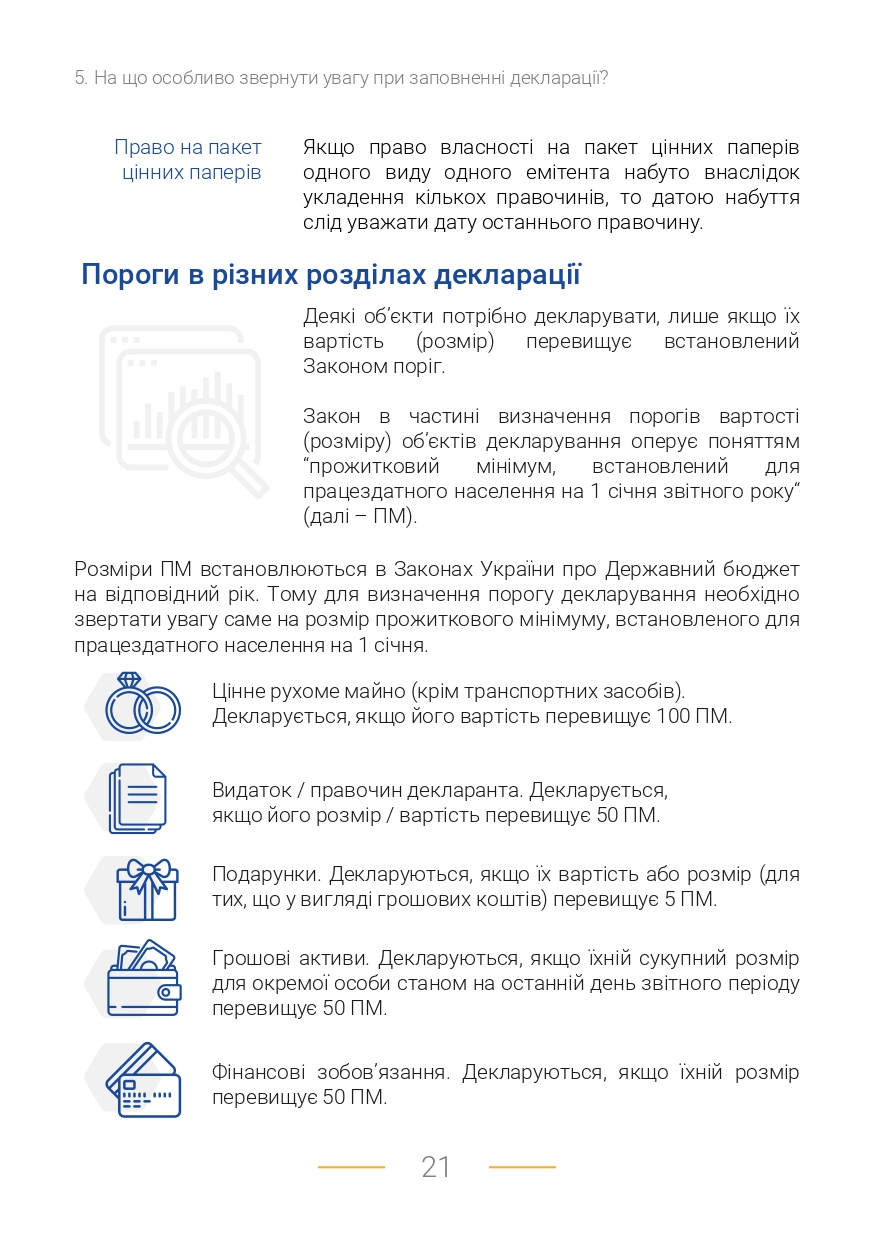 5. На що особливо звернути увагу при заповненні декларації?
Право на пакет
цінних паперів
Якщо право власності на пакет цінних паперів
одного виду одного емітента набуто внаслідок
укладення кількох правочинів, то датою набуття
слід уважати дату останнього правочину.
Пороги в різних розділах декларації
Деякі об’єкти потрібно декларувати, лише якщо їх
вартість (розмір) перевищує встановлений
Законом поріг.
Закон в частині визначення порогів вартості
(розміру) об’єктів декларування оперує поняттям
“прожитковий мінімум, встановлений для
працездатного населення на 1 січня звітного року“
(далі – ПМ).
Розміри ПМ встановлюються в Законах України про Державний бюджет
на відповідний рік. Тому для визначення порогу декларування необхідно
звертати увагу саме на розмір прожиткового мінімуму, встановленого для
працездатного населення на 1 січня.
Цінне рухоме майно (крім транспортних засобів).
Декларується, якщо його вартість перевищує 100 ПМ.
Видаток / правочин декларанта. Декларується,
якщо його розмір / вартість перевищує 50 ПМ.
Подарунки. Декларуються, якщо їх вартість або розмір (для
тих, що у вигляді грошових коштів) перевищує 5 ПМ.
Грошові активи. Декларуються, якщо їхній сукупний розмір
для окремої особи станом на останній день звітного періоду
перевищує 50 ПМ.
Фінансові зобов’язання. Декларуються, якщо їхній розмір
перевищує 50 ПМ.
21